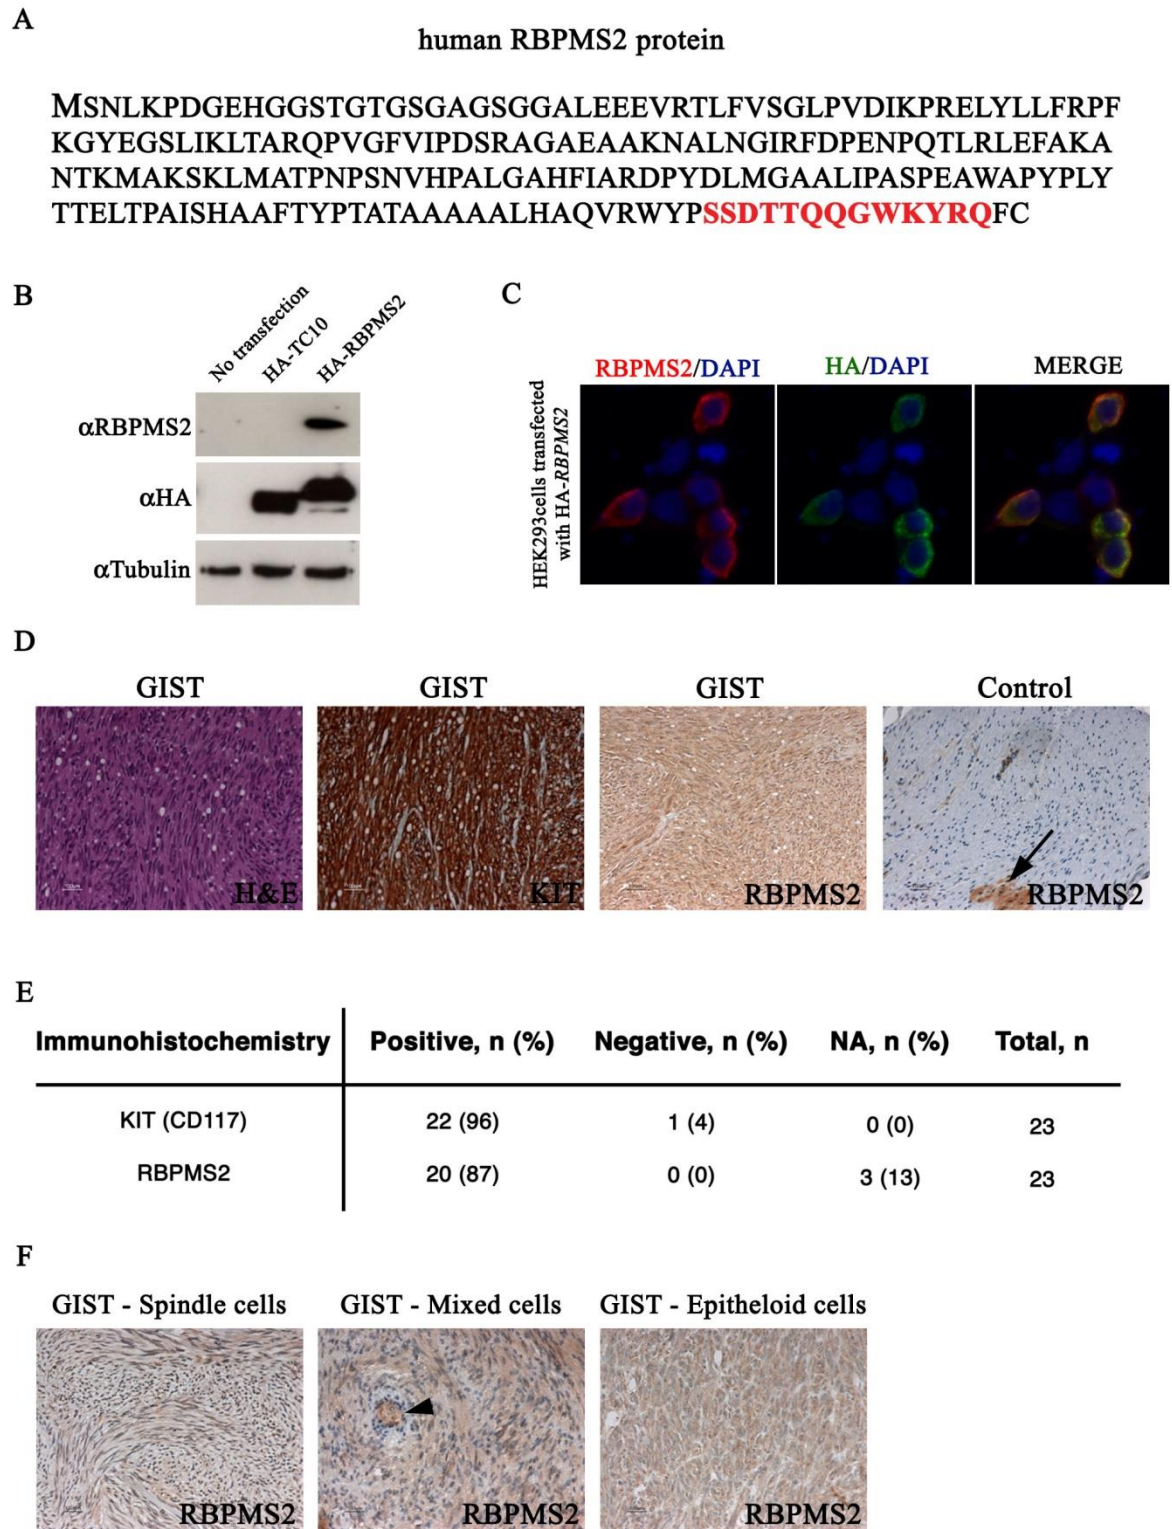 A
human RBPMS2 protein
MSNLKPDGEHGGSTGTGSGAGSGGALEEEVRTLFVSGLPVDIKPRELYLLFRPF
KGYEGSLIKLTARQPVGFVIPDSRAGAEAAKNALNGIRFDPENPQTLRLEFAKA
NTKMAKSKLMATPNPSNVHPALGAHFIARDPYDLMGAALIPASPEAWAPYPLY
TTELTPAISHAAFTYPTATAAAAALHAQVRWYPSSDTTQQGWKYRQFC
B
No transfection
HA-TC10
HA-RBPMS2
αRBPMS2
αHA
αTubulin
C
RBPMS2/DAPI
HA/DAPI
MERGE
HEK293cells transfected
with HA-RBPMS2
D
GIST
GIST
GIST
Control
H&E
KIT
RBPMS2
RBPMS2
E
Immunohistochemistry Positive, n (%) Negative, n (%) NA, n (%) Total, n
KIT (CD117) 22 (96) 1 (4) 0 (0) 23
RBPMS2 20 (87) 0 (0) 3 (13) 23
F
GIST - Spindle cells
GIST - Mixed cells
GIST - Epitheloid cells
RBPMS2
RBPMS2
RBPMS2